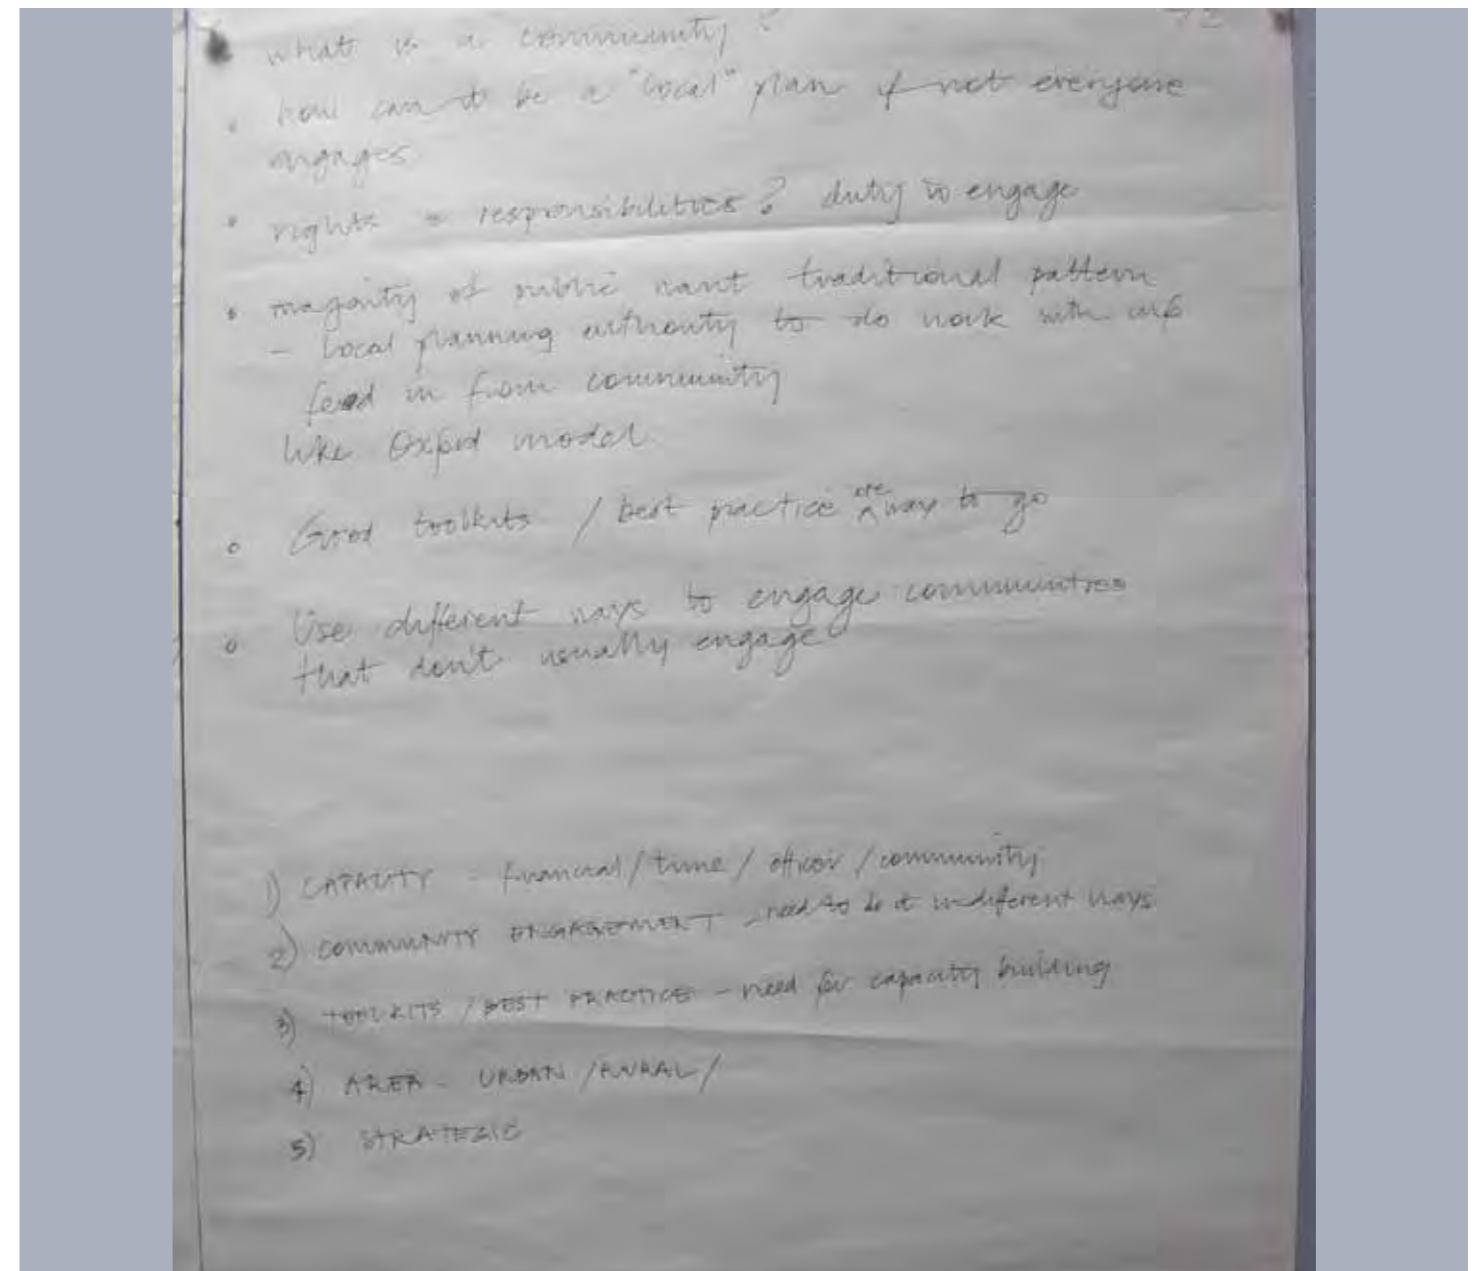 what is a community?
• how can it be a "local" plan if not everyone
engages
• rights = responsibilities? duty to engage
• majority of public want traditional pattern
- local planning authority to do work with info
feed in from community
like Oxford model
• Good toolkits / best practice are way to go
• Use different ways to engage communities
that don't usually engage
1) CAPACITY - financial / time / officer / community
2) COMMUNITY ENGAGEMENT - need to do it in different ways
3) TOOLKITS / BEST PRACTICE - need for capacity building
4) AREA - URBAN / RURAL /
5) STRATEGIC